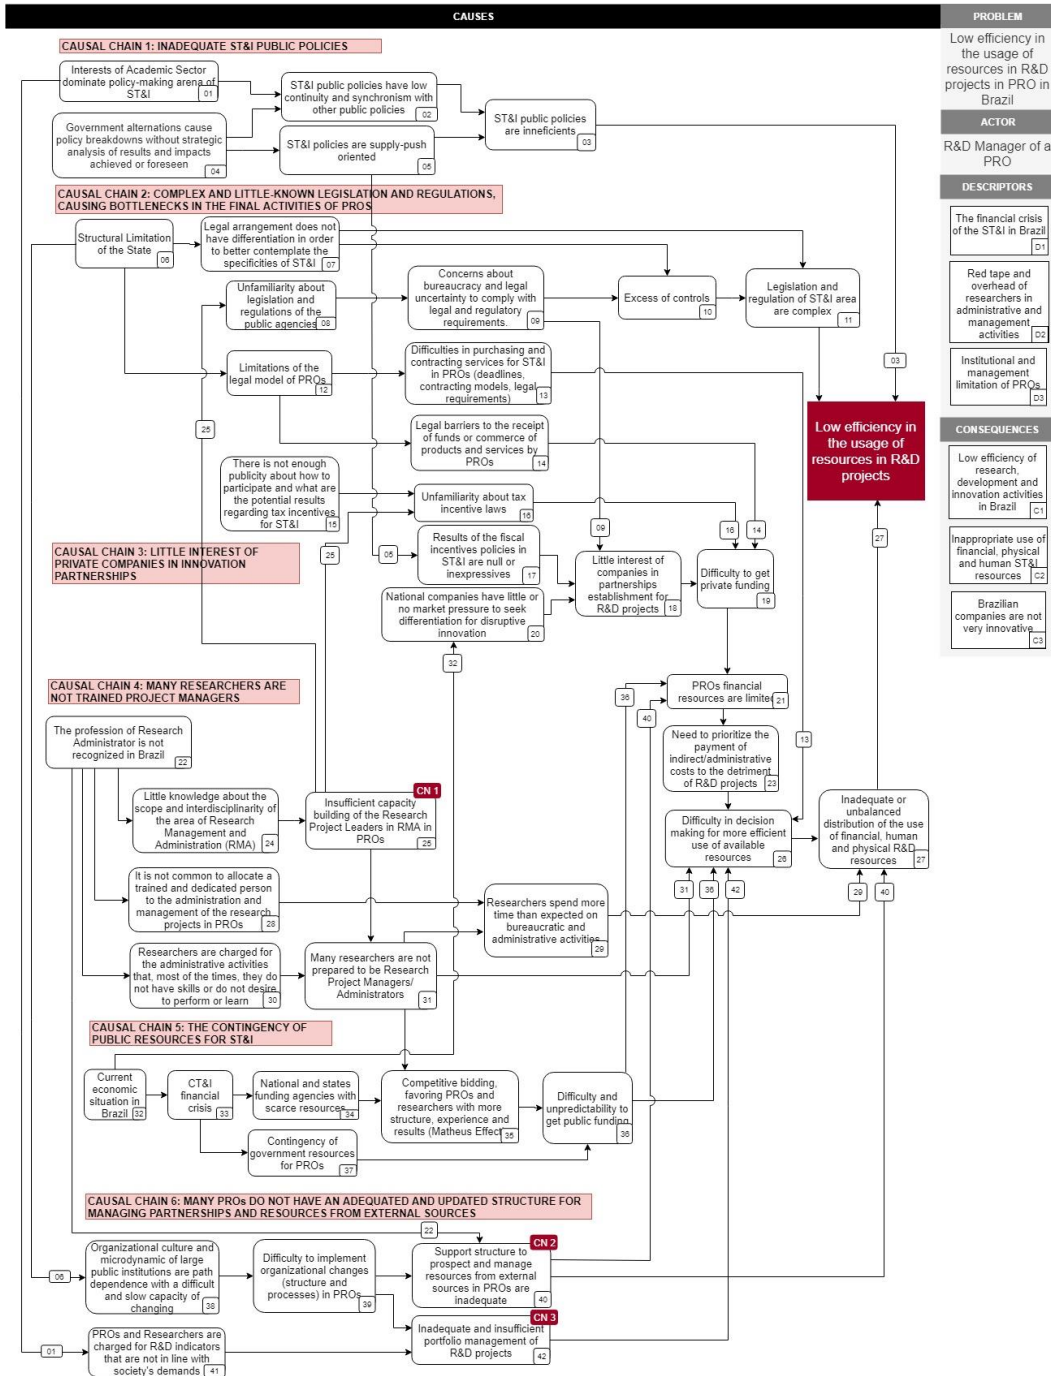 CAUSES
PROBLEM
Low efficiency in
the usage of
resources in R&D
projects in PRO in
Brazil
ACTOR
R&D Manager of a
PRO
DESCRIPTORS
The financial crisis
of the ST&I in Brazil
D1
Red tape and
overhead of
researchers in
administrative and
management
activities
D2
Institutional and
management
limitation of PROs
D3
CONSEQUENCES
Low efficiency of
research,
development and
innovation activities
in Brazil
C1
Inappropriate use of
financial, physical
and human ST&I
resources
C2
Brazilian
companies are not
very innovative
C3
CAUSAL CHAIN 1: INADEQUATE ST&I PUBLIC POLICIES
Interests of Academic Sector
dominate policy-making arena of
ST&I
01
ST&I public policies have low
continuity and synchronism with
other public policies
02
ST&I public policies
are inneficients
03
Government alternations cause
policy breakdowns without strategic
analysis of results and impacts
achieved or foreseen
04
ST&I policies are supply-push
oriented
05
CAUSAL CHAIN 2: COMPLEX AND LITTLE-KNOWN LEGISLATION AND REGULATIONS,
CAUSING BOTTLENECKS IN THE FINAL ACTIVITIES OF PROS
Structural Limitation
of the State
06
Legal arrangement does not
have differentiation in order
to better contemplate the
specificities of ST&I
07
Unfamiliarity about
legislation and
regulations of the
public agencies
08
Concerns about
bureaucracy and legal
uncertainty to comply with
legal and regulatory
requirements.
09
Excess of controls
10
Legislation and
regulation of ST&I area
are complex
11
03
Limitations of the
legal model of PROs
12
Difficulties in purchasing and
contracting services for ST&I
in PROs (deadlines,
contracting models, legal
requirements)
13
Low efficiency in
the usage of
resources in R&D
projects
25
Legal barriers to the receipt
of funds or commerce of
products and services by
PROs
14
There is not enough
publicity about how to
participate and what are
the potential results
regarding tax incentives
for ST&I
15
Unfamiliarity about tax
incentive laws
16
09
16
14
27
CAUSAL CHAIN 3: LITTLE INTEREST OF
PRIVATE COMPANIES IN INNOVATION
PARTNERSHIPS
25
05
Results of the fiscal
incentives policies in
ST&I are null or
inexpressives
17
Little interest of
companies in
partnerships
establishment for
R&D projects
18
Difficulty to get
private funding
19
National companies have little or
no market pressure to seek
differentiation for disruptive
innovation
20
32
CAUSAL CHAIN 4: MANY RESEARCHERS ARE
NOT TRAINED PROJECT MANAGERS
36
40
PROs financial
resources are limited
21
The profession of Research
Administrator is not
recognized in Brazil
22
Need to prioritize the
payment of
indirect/administrative
costs to the detriment
of R&D projects
23
13
Little knowledge about the
scope and interdisciplinarity of
the area of Research
Management and
Administration (RMA)
24
CN 1
Insufficient capacity
building of the Research
Project Leaders in RMA in
PROs
25
Difficulty in decision
making for more efficient
use of available
resources
26
Inadequate or
unbalanced
distribution of the use
of financial, human
and physical R&D
resources
27
It is not common to allocate a
trained and dedicated person
to the administration and
management of the research
projects in PROs
28
Researchers spend more
time than expected on
bureaucratic and
administrative activities
29
31
36
42
29
40
Researchers are charged for
the administrative activities
that, most of the times, they do
not have skills or do not desire
to perform or learn
30
Many researchers are not
prepared to be Research
Project Managers/
Administrators
31
CAUSAL CHAIN 5: THE CONTINGENCY OF
PUBLIC RESOURCES FOR ST&I
Current
economic
situation in
Brazil
32
CT&I
financial
crisis
33
National and states
funding agencies with
scarce resources
34
Competitive bidding,
favoring PROs and
researchers with more
structure, experience and
results (Matheus Effect)
35
Difficulty and
unpredictability to
get public funding
36
Contingency of
government resources
for PROs
37
CAUSAL CHAIN 6: MANY PROs DO NOT HAVE AN ADEQUATED AND UPDATED STRUCTURE FOR
MANAGING PARTNERSHIPS AND RESOURCES FROM EXTERNAL SOURCES
22
06
Organizational culture and
microdynamic of large
public institutions are path
dependence with a difficult
and slow capacity of
changing
38
Difficulty to implement
organizational changes
(structure and
processes) in PROs
39
CN 2
Support structure to
prospect and manage
resources from external
sources in PROs are
inadequate
40
01
PROs and Researchers are
charged for R&D indicators
that are not in line with
society's demands
41
CN 3
Inadequate and insufficient
portfolio management of
R&D projects
42